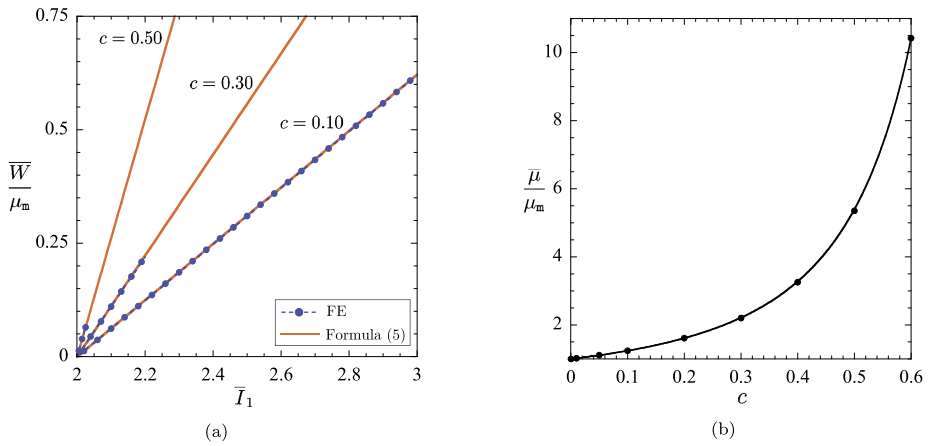 0.75
c = 0.50
c = 0.30
c = 0.10
0.5
W̅
μₘ
0.25
0
FE
Formula (5)
2 2.2 2.4 2.6 2.8 3
I̅₁
(a)
10
8
μ̅
μₘ
6
4
2
0 0.1 0.2 0.3 0.4 0.5 0.6
c
(b)